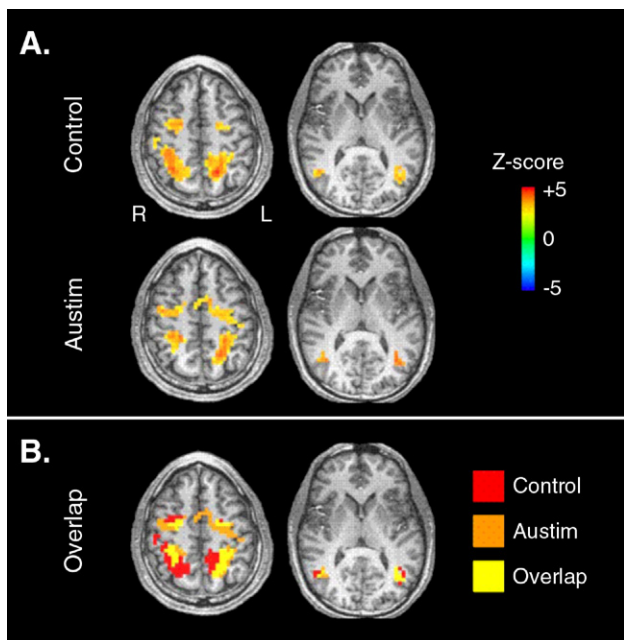 A.
Control
R
L
Z-score
+5
0
-5
Austim
B.
Overlap
Control
Austim
Overlap